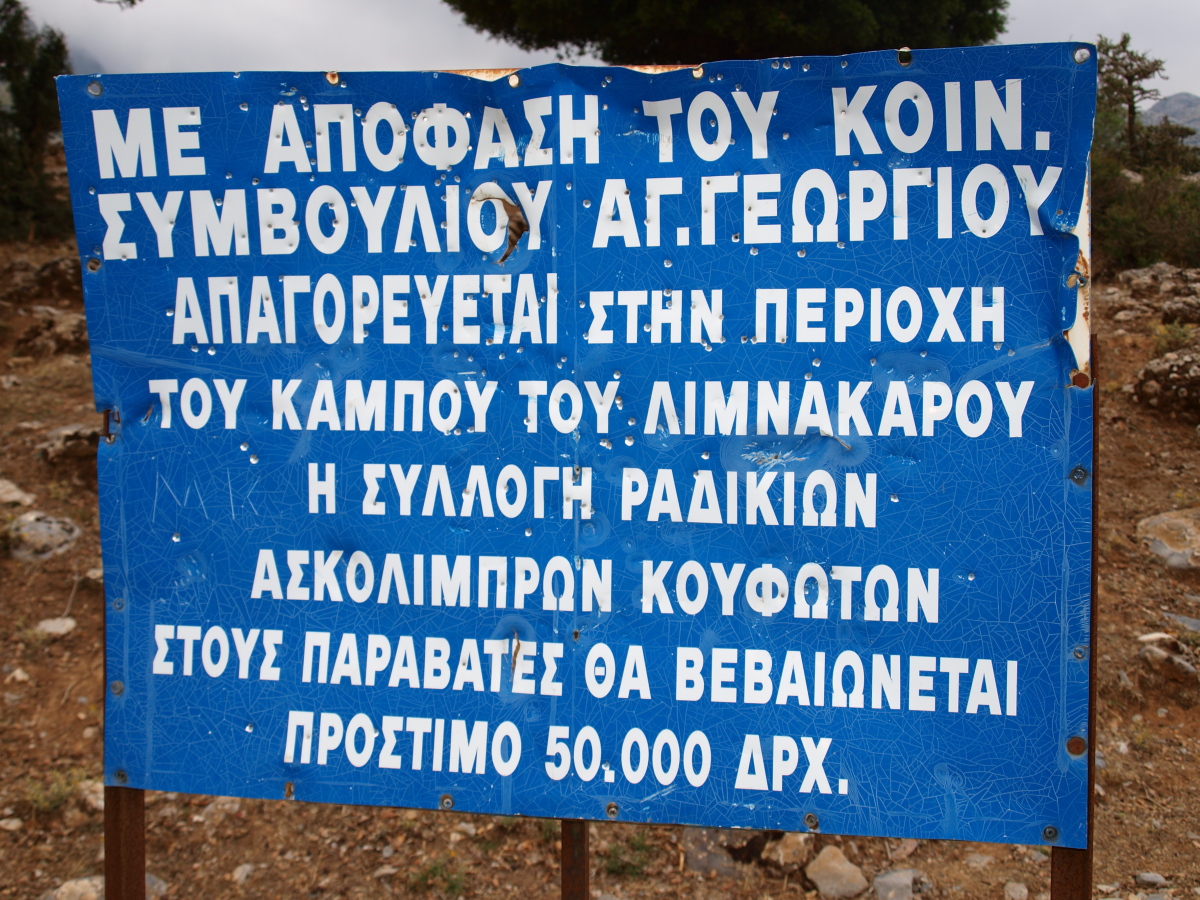 ΜΕ ΑΠΟΦΑΣΗ ΤΟΥ ΚΟΙΝ.
ΣΥΜΒΟΥΛΙΟΥ ΑΓ.ΓΕΩΡΓΙΟΥ
ΑΠΑΓΟΡΕΥΕΤΑΙ ΣΤΗΝ ΠΕΡΙΟΧΗ
ΤΟΥ ΚΑΜΠΟΥ ΤΟΥ ΛΙΜΝΑΚΑΡΟΥ
Η ΣΥΛΛΟΓΗ ΡΑΔΙΚΙΩΝ
ΑΣΚΟΛΙΜΠΡΩΝ ΚΟΥΦΩΤΩΝ
ΣΤΟΥΣ ΠΑΡΑΒΑΤΕΣ ΘΑ ΒΕΒΑΙΩΝΕΤΑΙ
ΠΡΟΣΤΙΜΟ 50.000 ΔΡΧ.